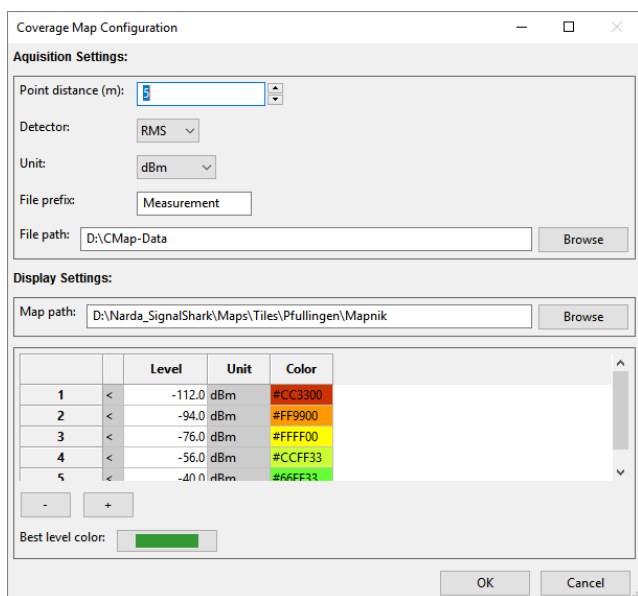 Coverage Map Configuration
Aquisition Settings:
Point distance (m): 5
Detector: RMS
Unit: dBm
File prefix: Measurement
File path: D:\CMap-Data Browse
Display Settings:
Map path: D:\Narda_SignalShark\Maps\Tiles\Pfullingen\Mapnik Browse
Level Unit Color
1 < -112.0 dBm #CC3300
2 < -94.0 dBm #FF9900
3 < -76.0 dBm #FFFF00
4 < -56.0 dBm #CCFF33
5 < -40.0 dBm #66FF33
- +
Best level color:
OK Cancel